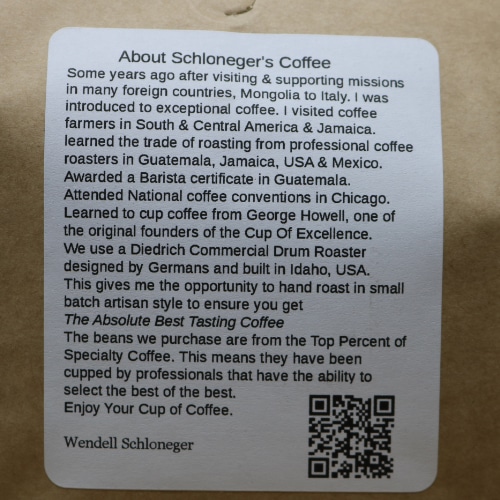 About Schloneger's Coffee
Some years ago after visiting & supporting missions
in many foreign countries, Mongolia to Italy. I was
introduced to exceptional coffee. I visited coffee
farmers in South & Central America & Jamaica.
learned the trade of roasting from professional coffee
roasters in Guatemala, Jamaica, USA & Mexico.
Awarded a Barista certificate in Guatemala.
Attended National coffee conventions in Chicago.
Learned to cup coffee from George Howell, one of
the original founders of the Cup Of Excellence.
We use a Diedrich Commercial Drum Roaster
designed by Germans and built in Idaho, USA.
This gives me the opportunity to hand roast in small
batch artisan style to ensure you get
The Absolute Best Tasting Coffee
The beans we purchase are from the Top Percent of
Specialty Coffee. This means they have been
cupped by professionals that have the ability to
select the best of the best.
Enjoy Your Cup of Coffee.
Wendell Schloneger